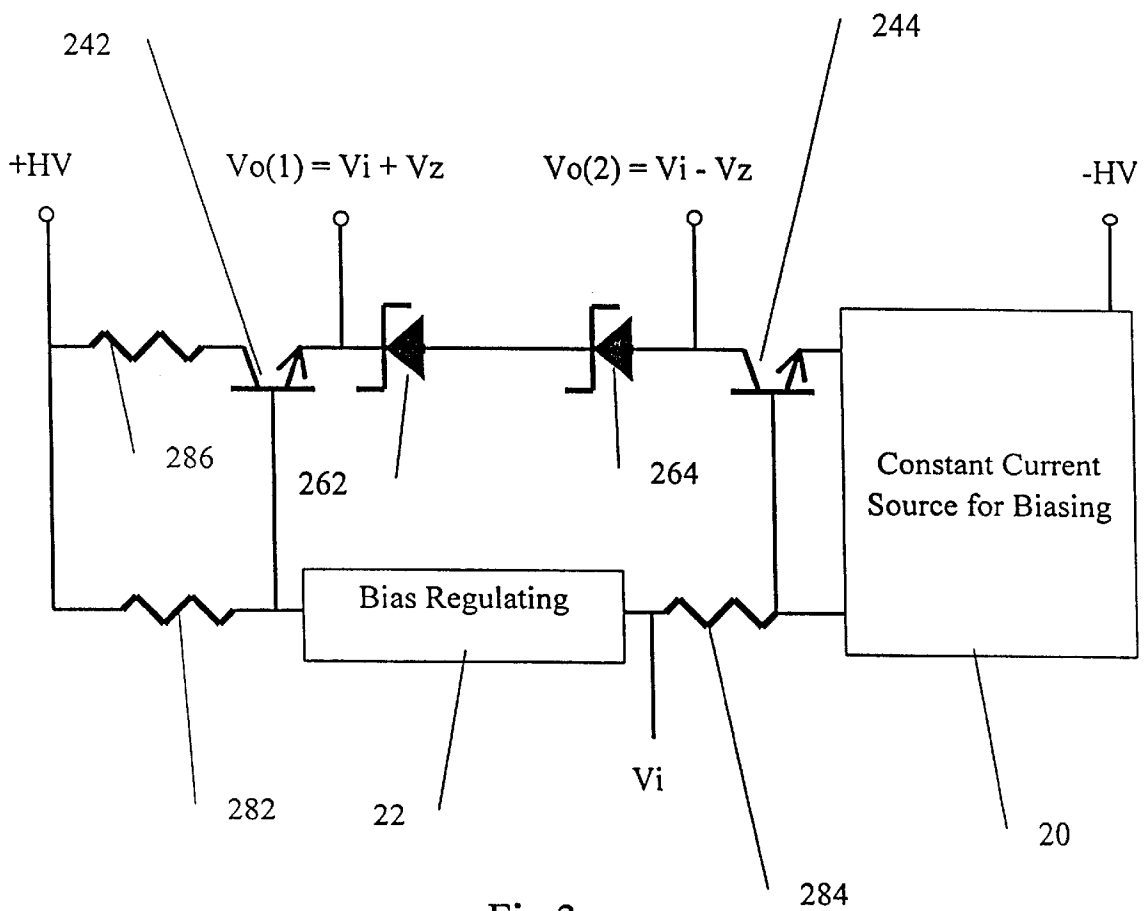 242
244
+HV
Vo(1) = Vi + Vz
Vo(2) = Vi - Vz
-HV
286
262
264
Constant Current
Source for Biasing
Bias Regulating
Vi
282
22
20
284